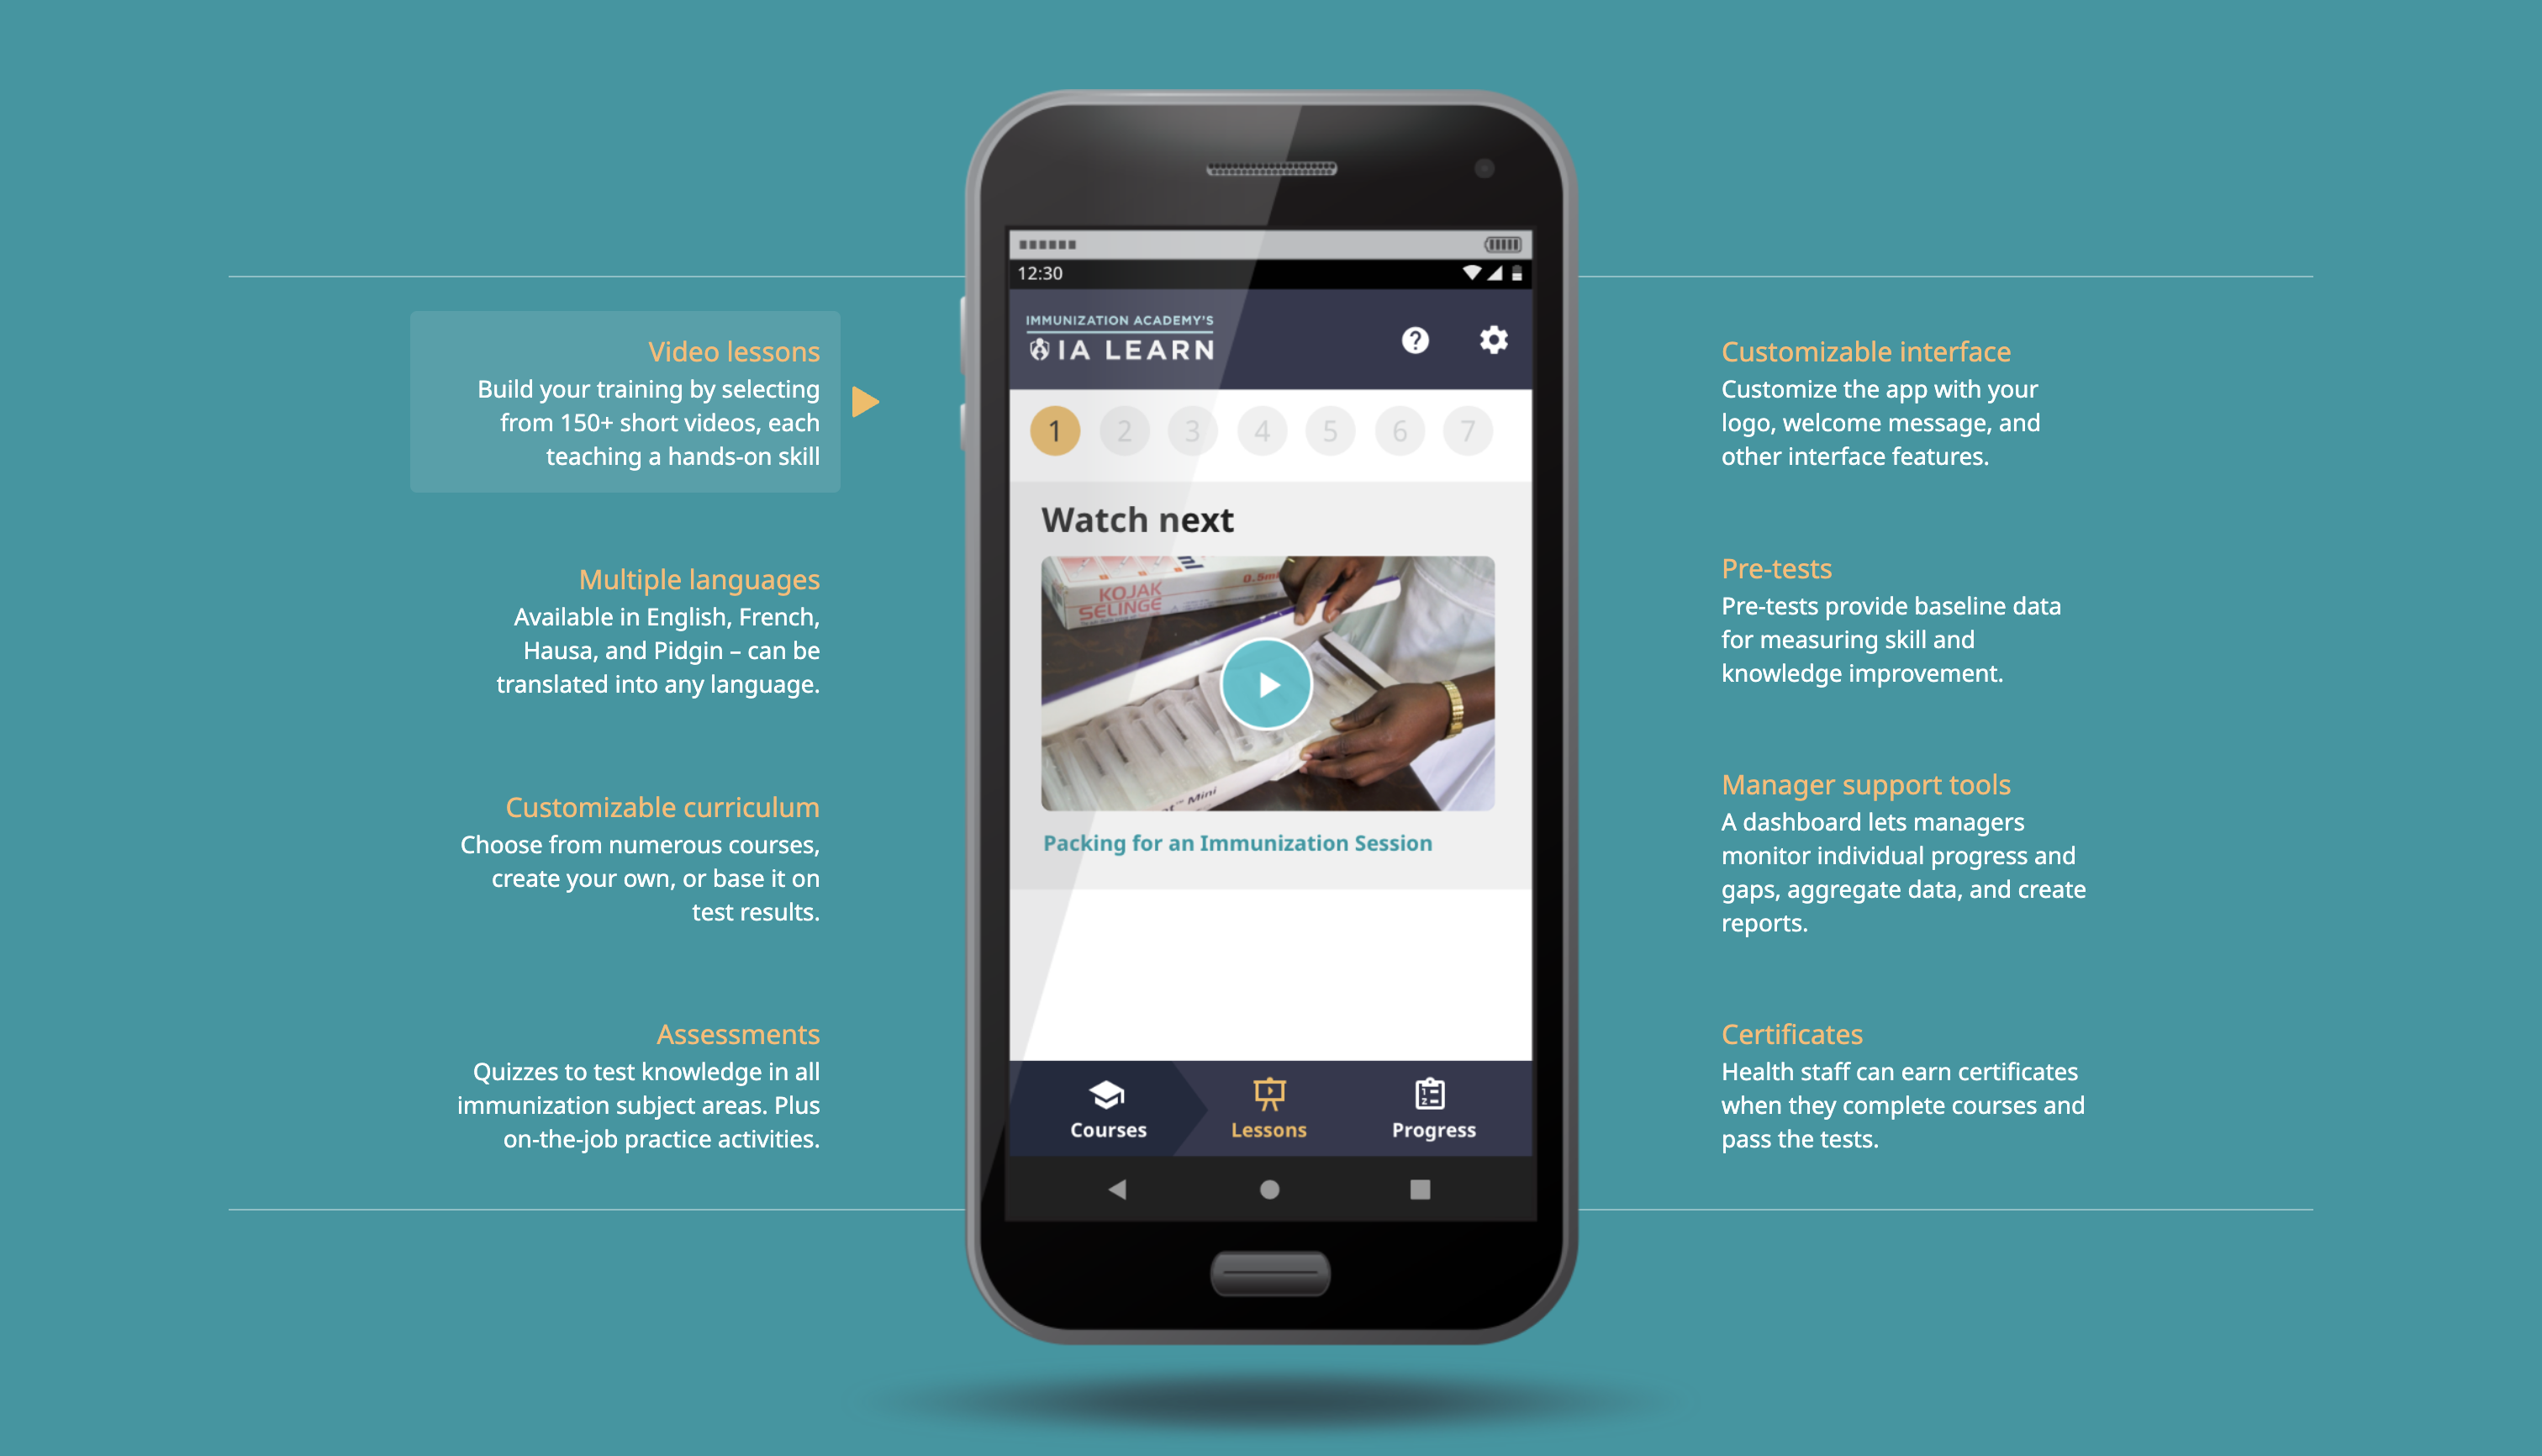 Video lessons
Build your training by selecting
from 150+ short videos, each
teaching a hands-on skill
Multiple languages
Available in English, French,
Hausa, and Pidgin – can be
translated into any language.
Customizable curriculum
Choose from numerous courses,
create your own, or base it on
test results.
Assessments
Quizzes to test knowledge in all
immunization subject areas. Plus
on-the-job practice activities.
12:30
IMMUNIZATION ACADEMY'S
IA LEARN
1 2 3 4 5 6 7
Watch next
ml
0.5ml
KOJAK
SELINGE
Mini
Packing for an Immunization Session
Courses Lessons Progress
Customizable interface
Customize the app with your
logo, welcome message, and
other interface features.
Pre-tests
Pre-tests provide baseline data
for measuring skill and
knowledge improvement.
Manager support tools
A dashboard lets managers
monitor individual progress and
gaps, aggregate data, and create
reports.
Certificates
Health staff can earn certificates
when they complete courses and
pass the tests.